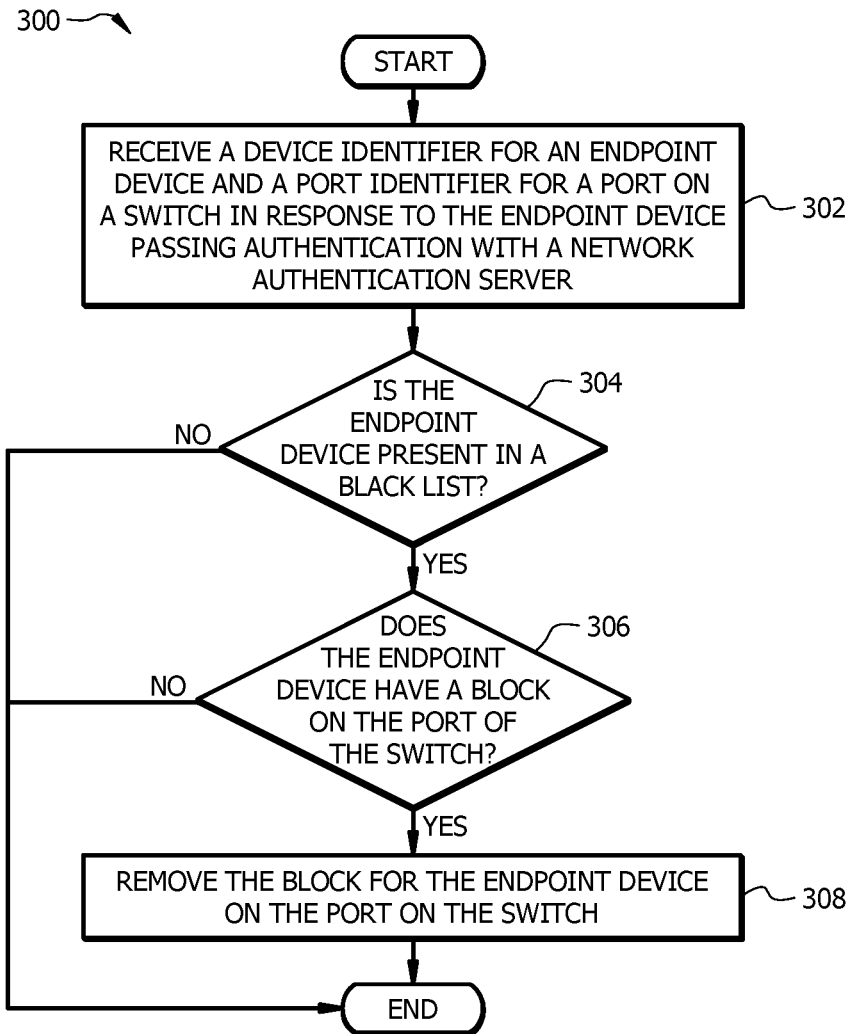 300
START
RECEIVE A DEVICE IDENTIFIER FOR AN ENDPOINT
DEVICE AND A PORT IDENTIFIER FOR A PORT ON
A SWITCH IN RESPONSE TO THE ENDPOINT DEVICE
PASSING AUTHENTICATION WITH A NETWORK
AUTHENTICATION SERVER
302
IS THE
ENDPOINT
DEVICE PRESENT IN A
BLACK LIST?
304
NO
YES
DOES
THE ENDPOINT
DEVICE HAVE A BLOCK
ON THE PORT OF
THE SWITCH?
306
NO
YES
REMOVE THE BLOCK FOR THE ENDPOINT DEVICE
ON THE PORT ON THE SWITCH
308
END